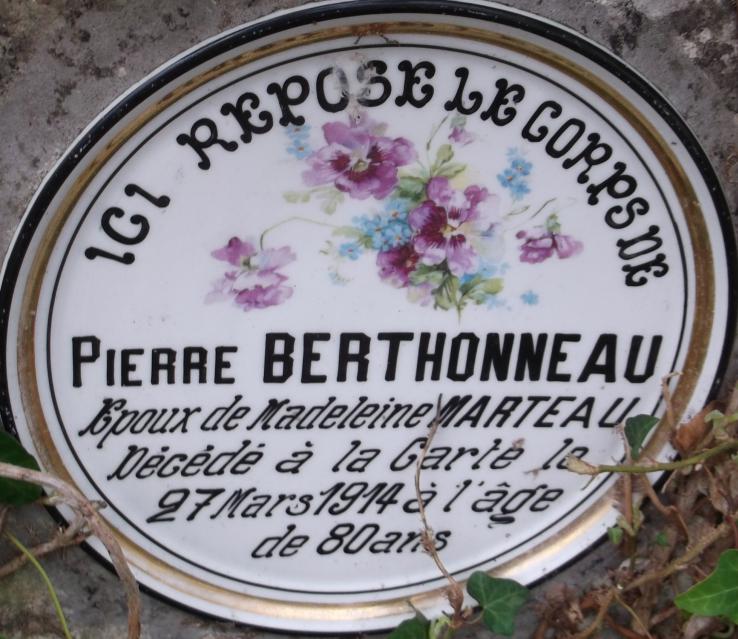 ICI REPOSE LE CORPS DE
PIERRE BERTHONNEAU
Epoux de Madeleine MARTEAU
Décédé à la Carte le
27 Mars 1914 à l'âge
de 80 ans